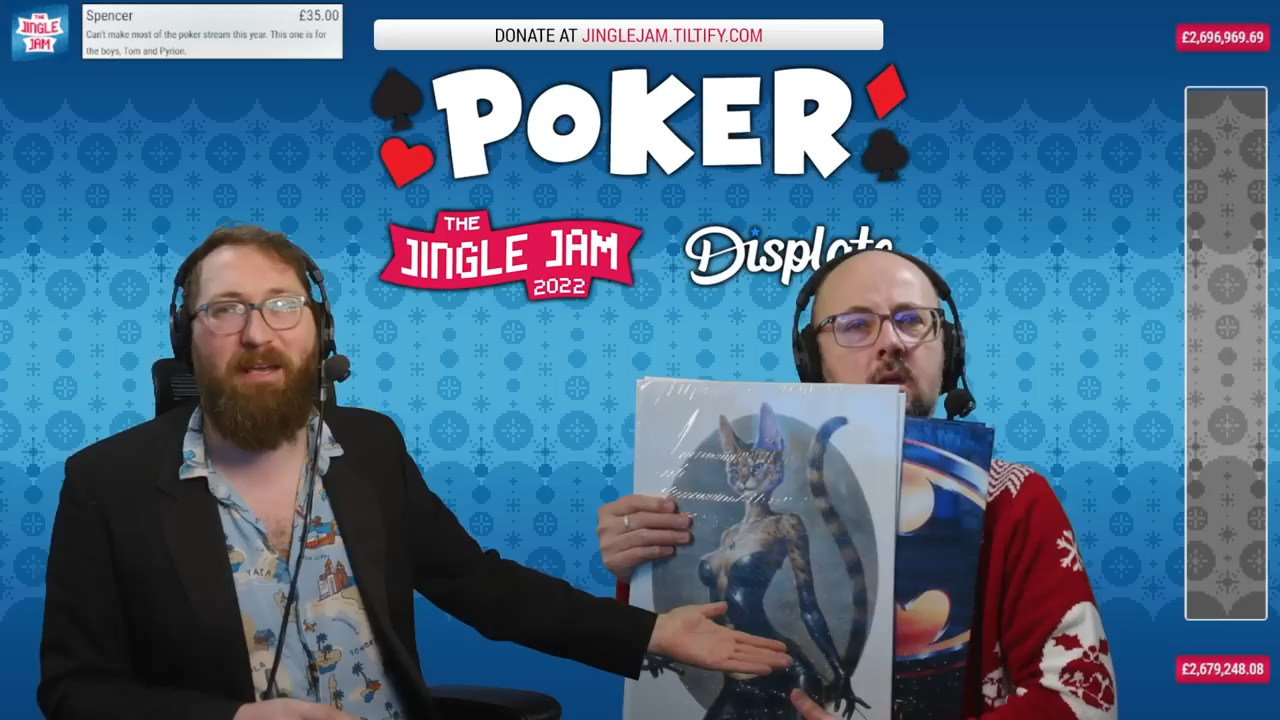 THE
JINGLE
JAM
Spencer £35.00
Can't make most of the poker stream this year. This one is for
the boys, Tom and Pyrion.
DONATE AT JINGLEJAM.TILTIFY.COM
£2,696,969.69
POKER
THE
JINGLE JAM
2022
Displate
£2,679,248.08